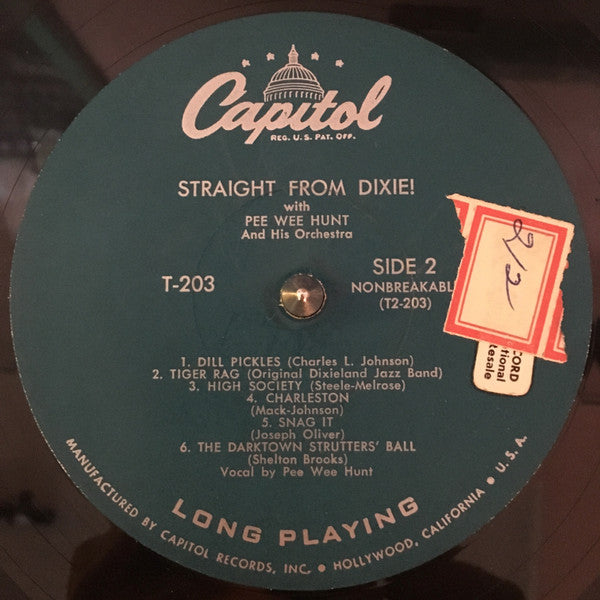 Capitol
REG. U.S. PAT. OFF.
STRAIGHT FROM DIXIE!
with
PEE WEE HUNT
And His Orchestra
T-203
SIDE 2
NONBREAKABL
(T2-203)
1. DILL PICKLES (Charles L. Johnson)
2. TIGER RAG (Original Dixieland Jazz Band)
3. HIGH SOCIETY (Steele-Melrose)
4. CHARLESTON
(Mack-Johnson)
5. SNAG IT
(Joseph Oliver)
6. THE DARKTOWN STRUTTERS' BALL
(Shelton Brooks)
Vocal by Pee Wee Hunt
LONG PLAYING
MANUFACTURED BY CAPITOL RECORDS, INC. • HOLLYWOOD, CALIFORNIA • U.S.A.